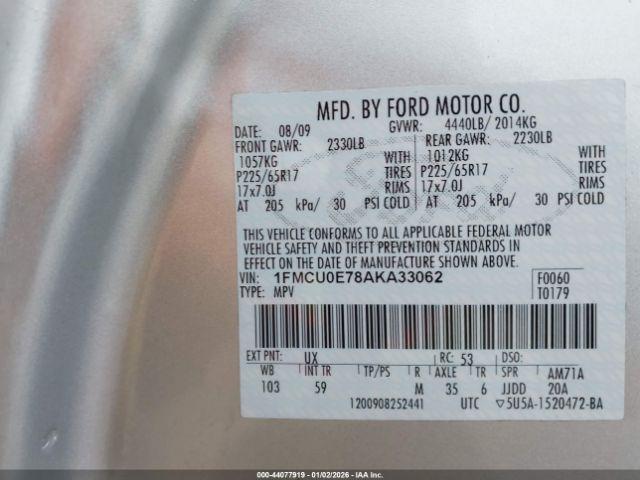 MFD. BY FORD MOTOR CO.
DATE: 08/09 GVWR: 4440LB/ 2014KG
FRONT GAWR: 2330LB REAR GAWR: 2230LB
1057KG WITH 1012KG WITH
P225/65R17 TIRES P225/65R17 TIRES
17x7.0J RIMS 17x7.0J RIMS
AT 205 kPa/ 30 PSI COLD AT 205 kPa/ 30 PSI COLD
THIS VEHICLE CONFORMS TO ALL APPLICABLE FEDERAL MOTOR
VEHICLE SAFETY AND THEFT PREVENTION STANDARDS IN
EFFECT ON THE DATE OF MANUFACTURE SHOWN ABOVE.
VIN: 1FMCU0E78AKA33062 F0060
TYPE: MPV T0179
EXT PNT: UX RC: 53 DSO:
WB INT TR TP/PS R AXLE TR SPR AM71A
103 59 M 35 6 JJDD 20A
1200908252441 UTC ▽5U5A-1520472-BA
000-44077919 - 01/02/2026 - IAAI, Inc.